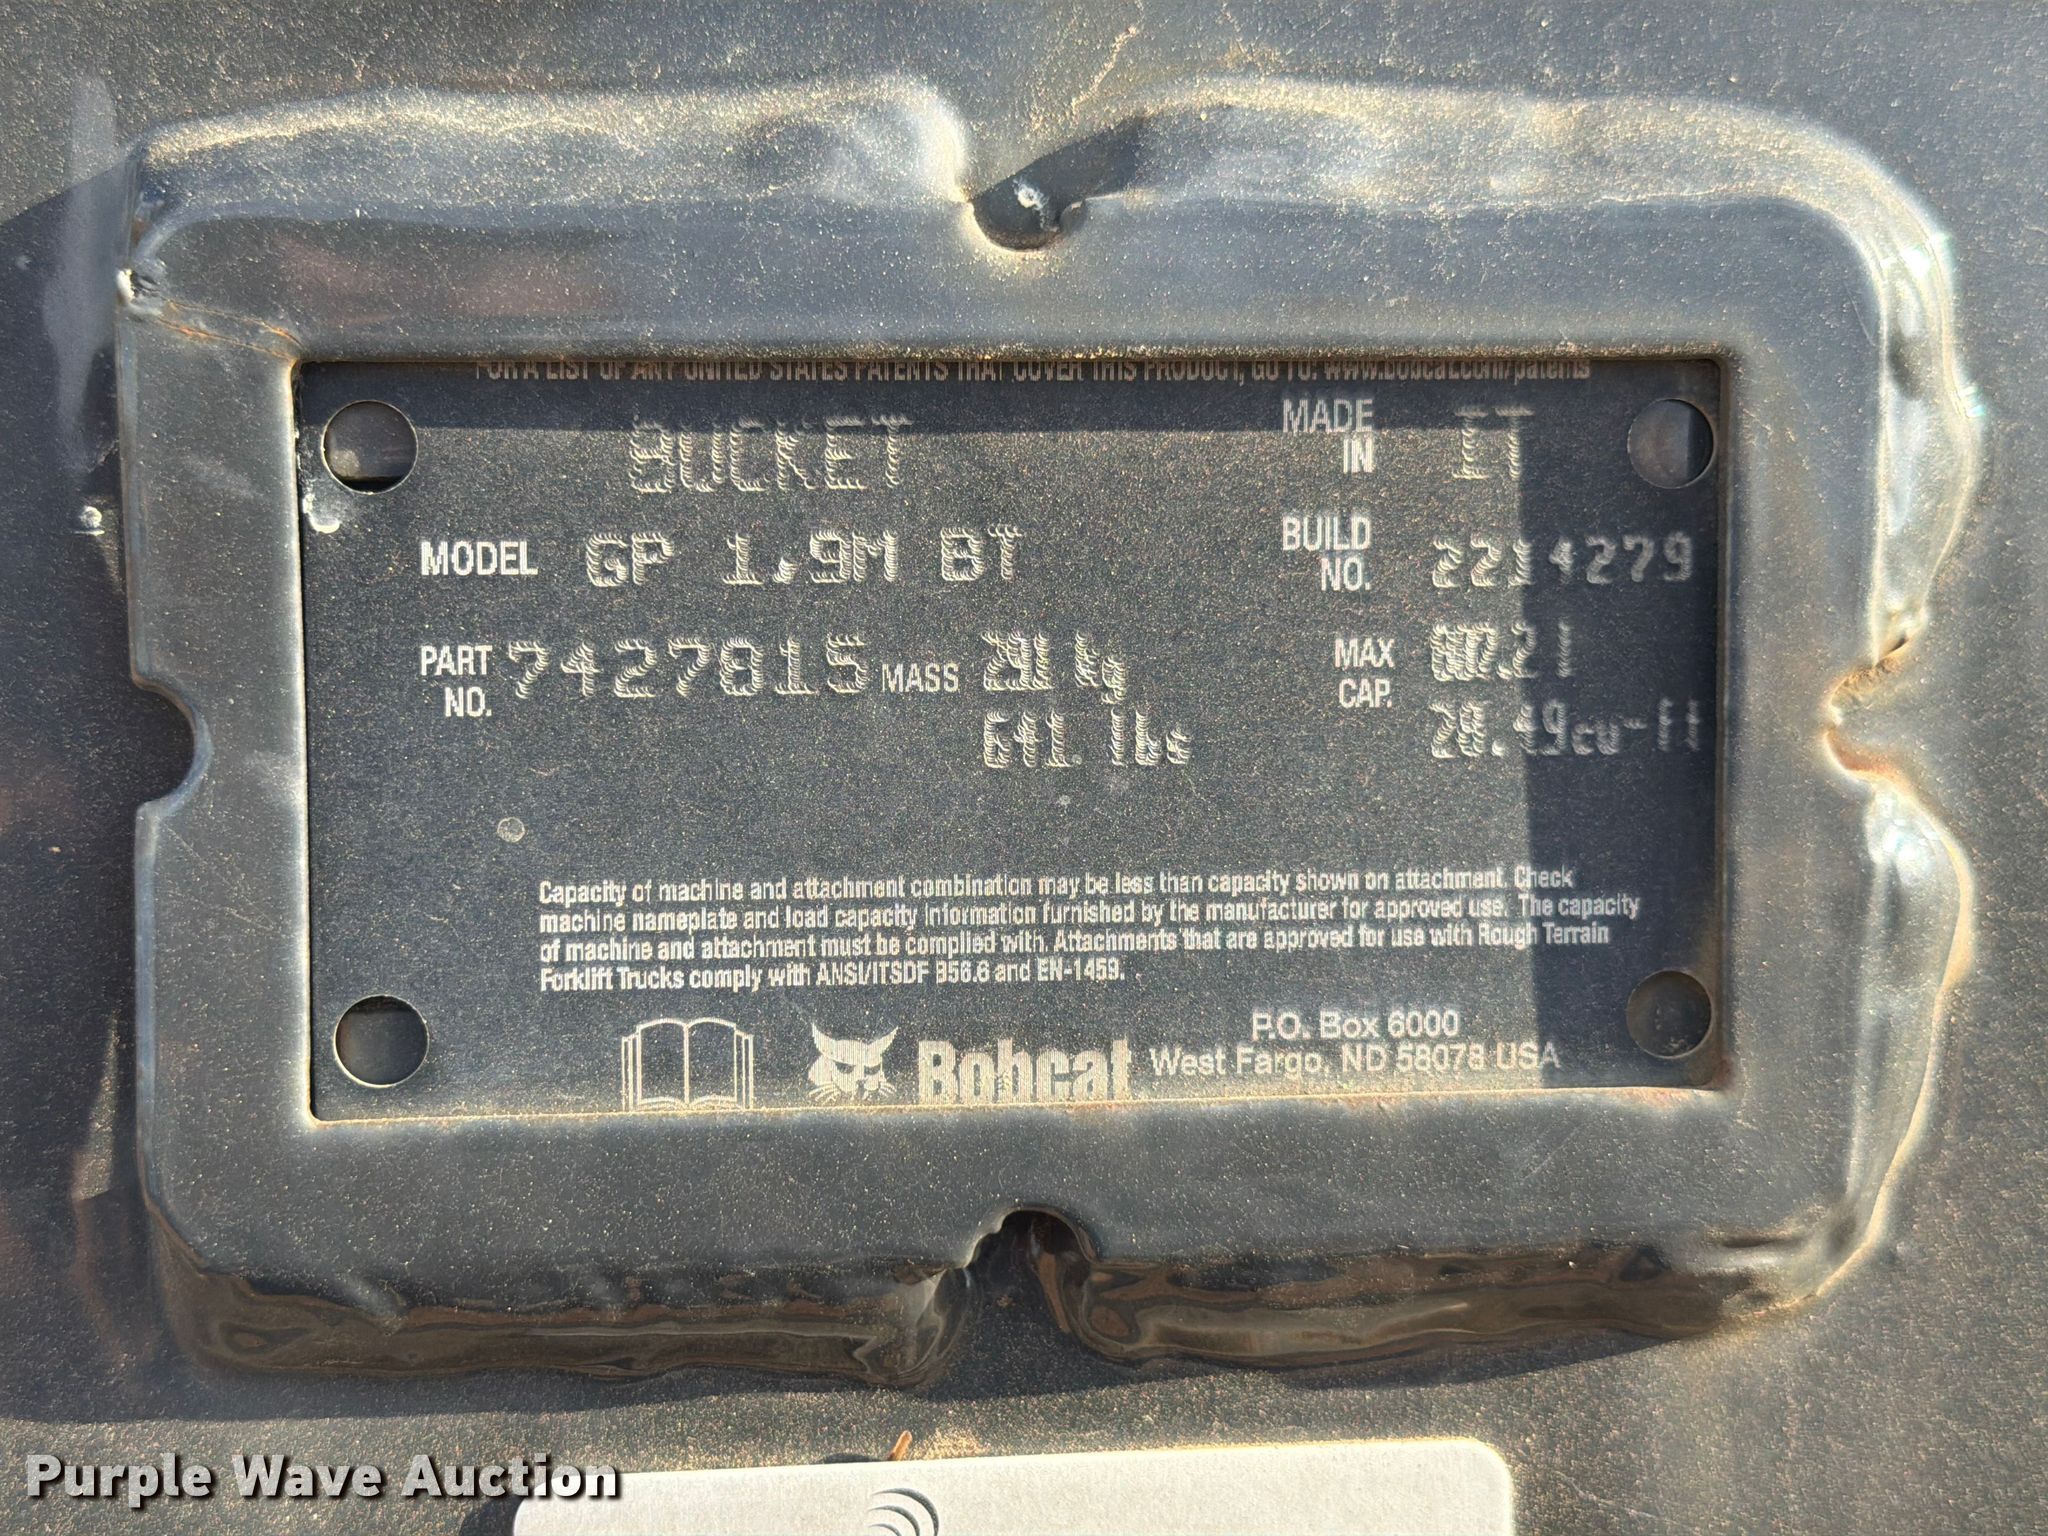 FOR A LIST OF ANY UNITED STATES PATENTS THAT COVER THIS PRODUCT, GO TO: www.bobcat.com/patents
BUCKET
MADE IN IT
MODEL GP 1,9M BT
BUILD NO. 2214279
PART NO. 7427815
MASS
lbs
MAX CAP.
cu-ft
Capacity of machine and attachment combination may be less than capacity shown on attachment. Check
machine nameplate and load capacity information furnished by the manufacturer for approved use. The capacity
of machine and attachment must be complied with. Attachments that are approved for use with Rough Terrain
Forklift Trucks comply with ANSI/ITSDF B56.6 and EN-1459.
Bobcat
P.O. Box 6000
West Fargo, ND 58078 USA
Purple Wave Auction